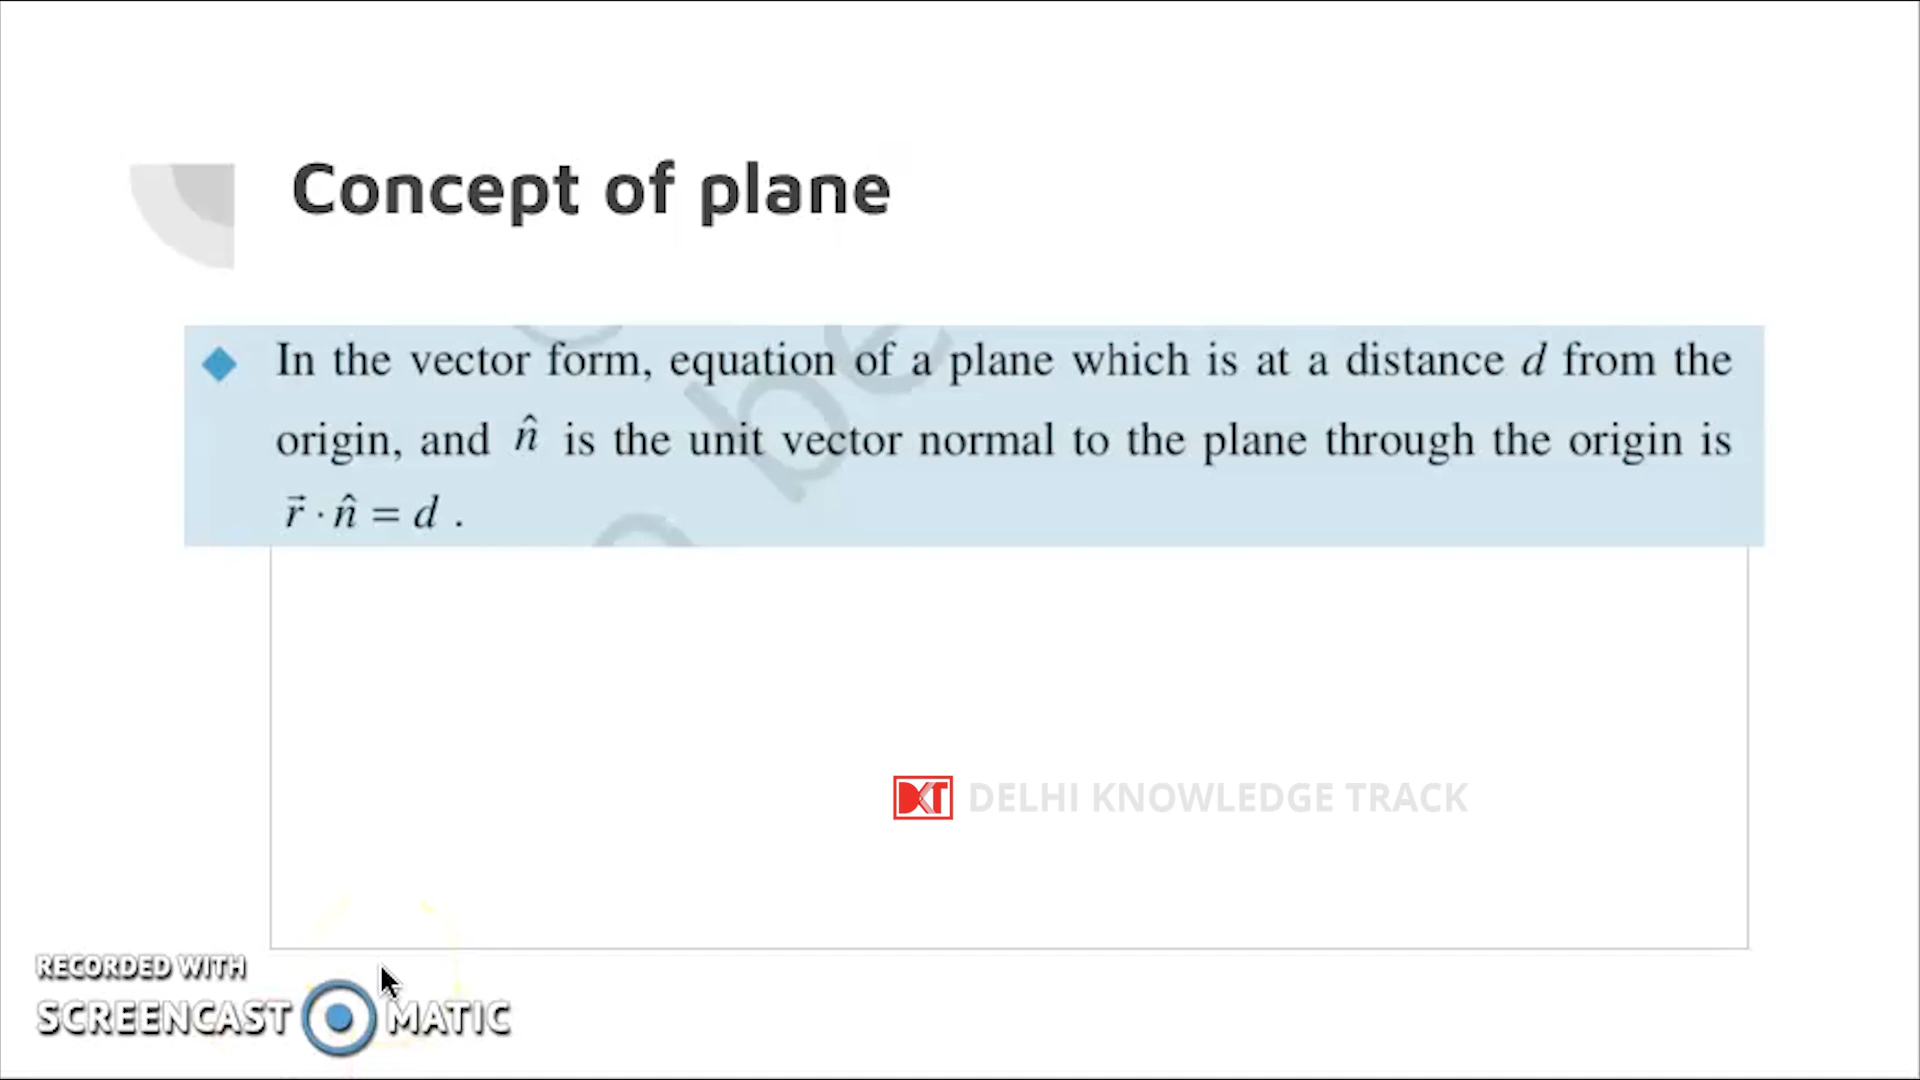 Concept of plane
In the vector form, equation of a plane which is at a distance d from the
origin, and n̂ is the unit vector normal to the plane through the origin is
r⃗ · n̂ = d .
DKT DELHI KNOWLEDGE TRACK
RECORDED WITH
SCREENCAST MATIC